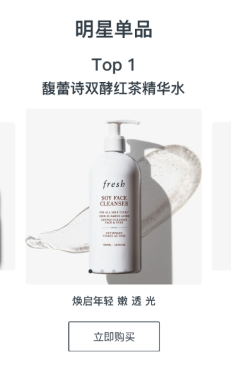 明星单品
Top 1
馥蕾诗双酵红茶精华水
fresh
SOY FACE
CLEANSER
焕启年轻 嫩 透 光
立即购买